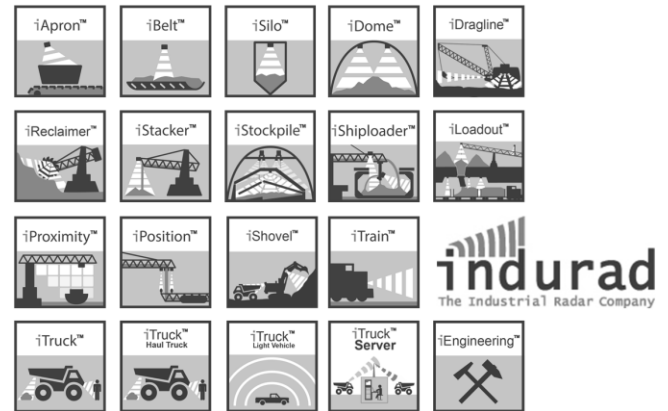 iApron™
iBelt™
iSilo™
iDome™
iDragline™
iReclaimer™
iStacker™
iStockpile™
iShiploader™
iLoadout™
iProximity™
iPosition™
iShovel™
iTrain™
indurad
The Industrial Radar Company
iTruck™
iTruck™
Haul Truck
iTruck™
Light Vehicle
iTruck™
Server
iEngineering™